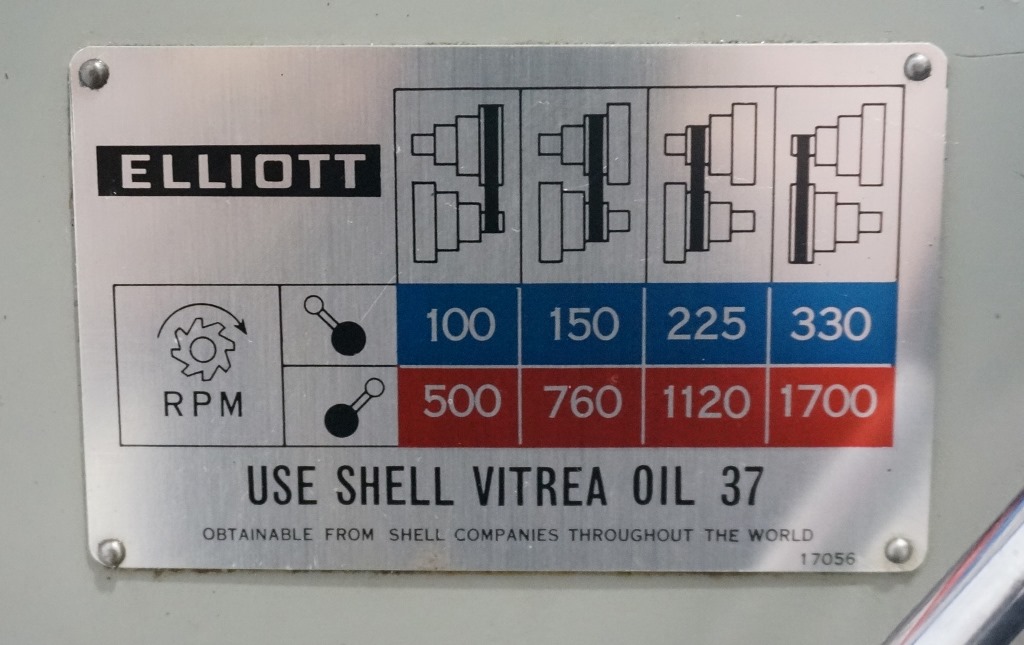 ELLIOTT
100 150 225 330
RPM 500 760 1120 1700
USE SHELL VITREA OIL 37
OBTAINABLE FROM SHELL COMPANIES THROUGHOUT THE WORLD
17056